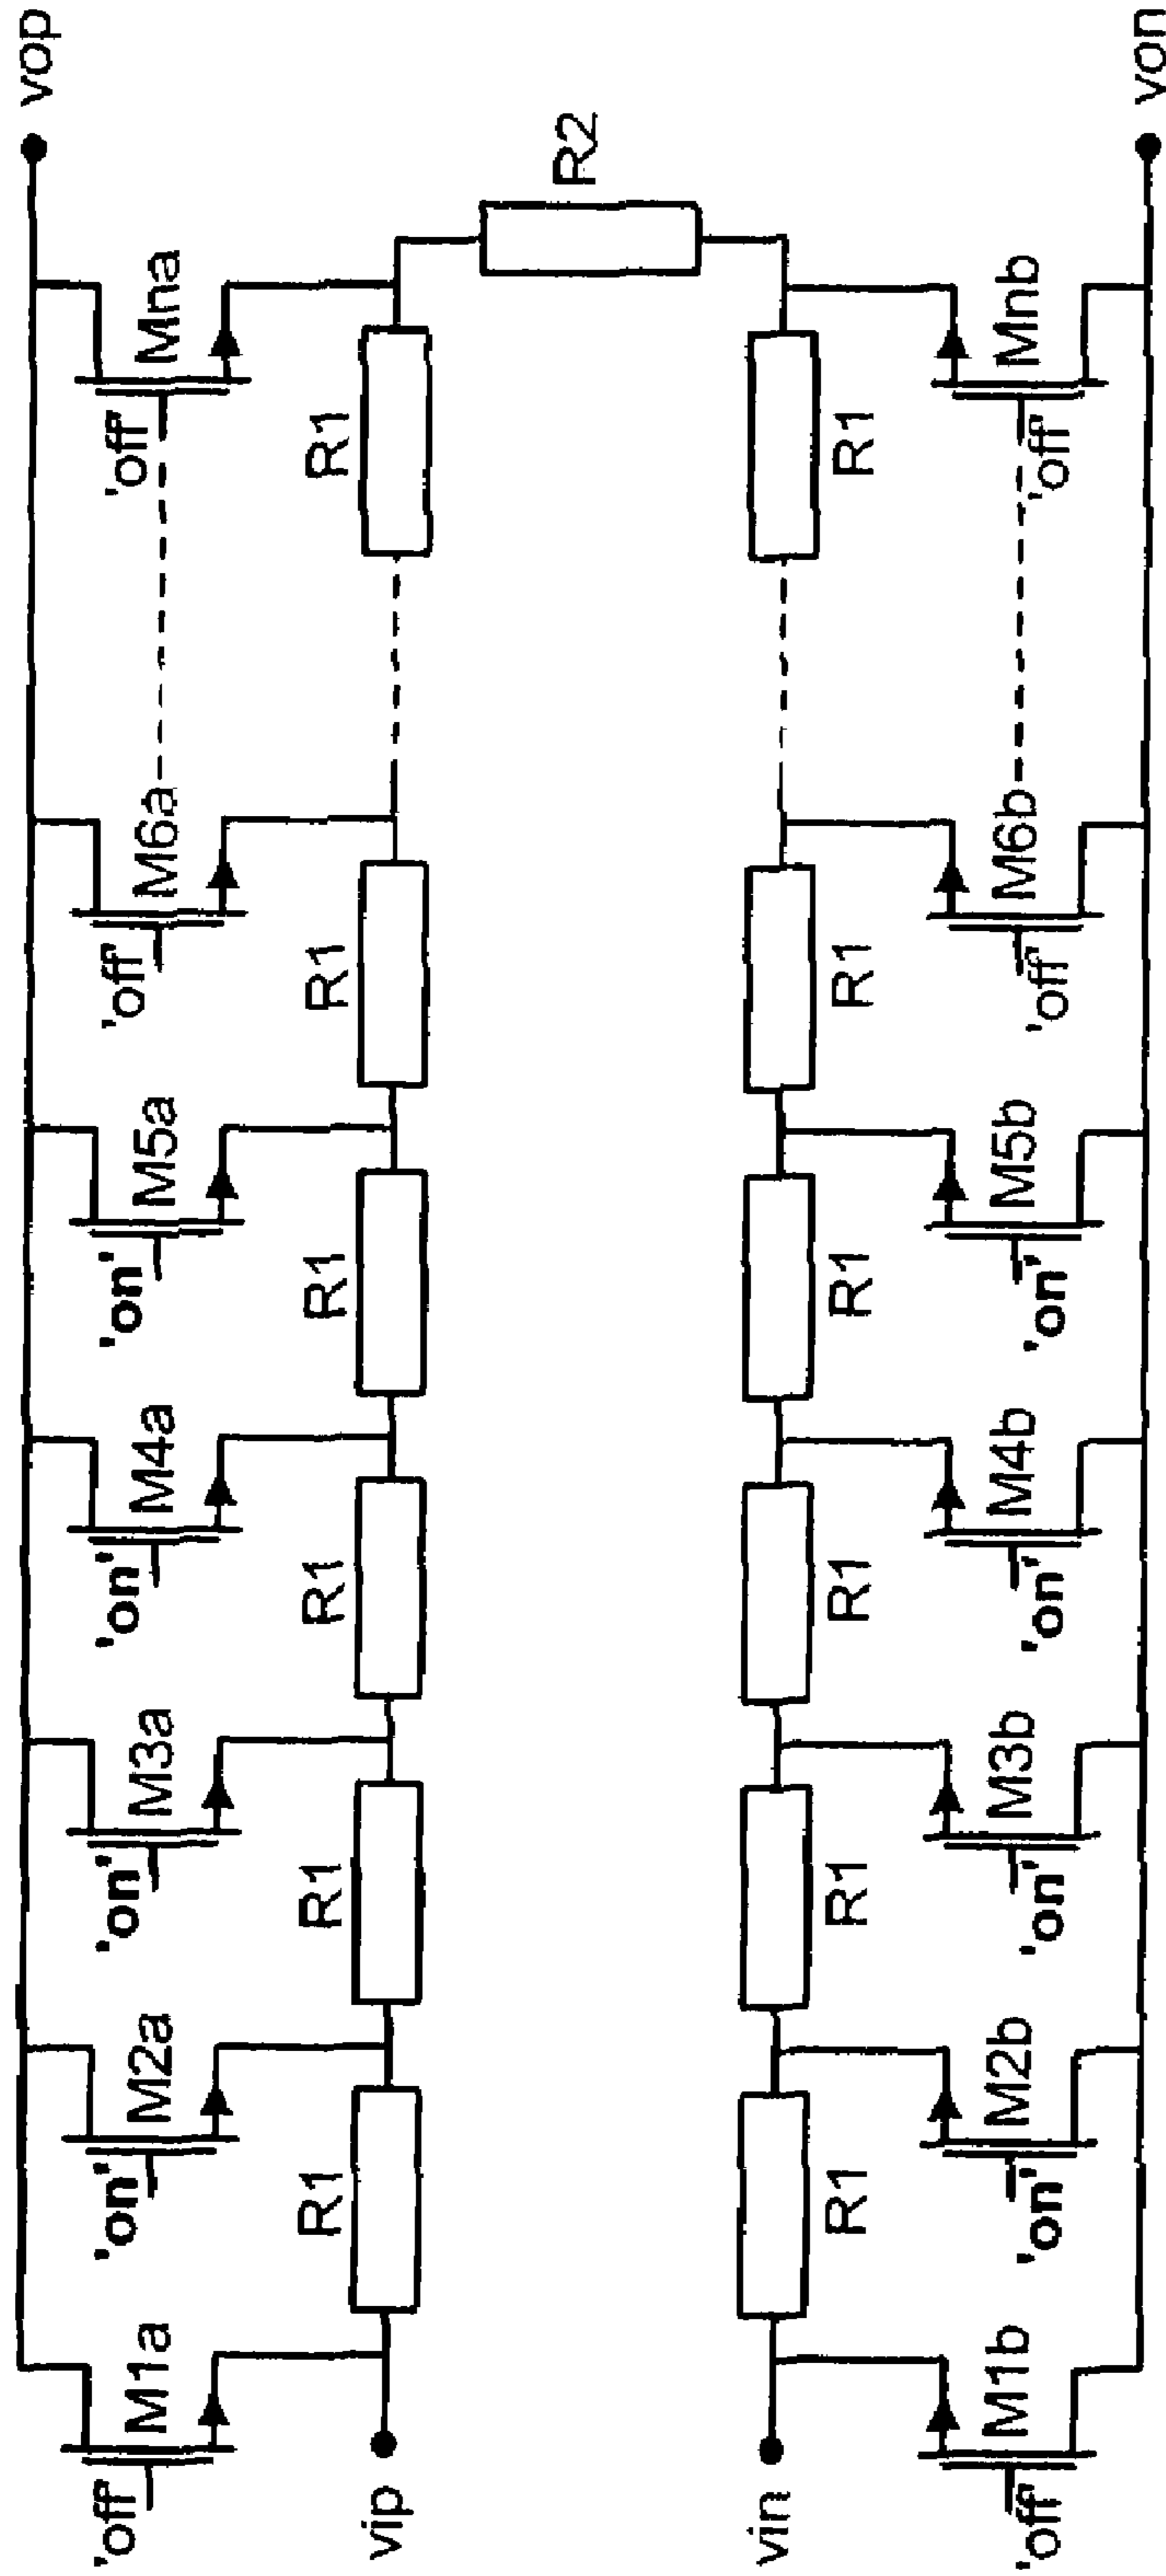 vop
'off' M1a
'on' M2a
'on' M3a
'on' M4a
'on' M5a
'off' M6a
'off' Mna
R1
R1
R1
R1
R1
R1
vip
R2
vin
R1
R1
R1
R1
R1
R1
'off' M1b
'on' M2b
'on' M3b
'on' M4b
'on' M5b
'off' M6b
'off' Mnb
von